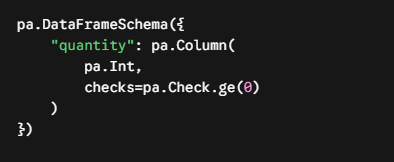 pa.DataFrameSchema({
    "quantity": pa.Column(
        pa.Int,
        checks=pa.Check.ge(0)
    )
})